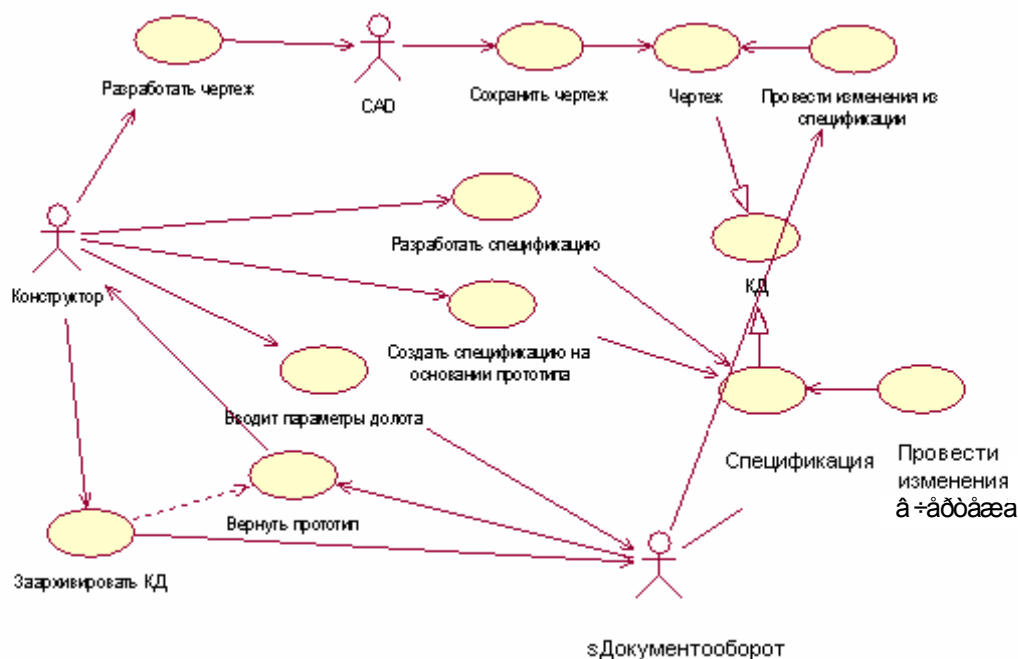 Разработать чертеж
CAD
Сохранить чертеж
Чертеж
Провести изменения из
спецификации
Разработать спецификацию
Конструктор
КД
Создать спецификацию на
основании прототипа
Вводит параметры долота
Спецификация
Провести
изменения
â ÷åðòåæa
Вернуть прототип
Заархивировать КД
sДокументооборот